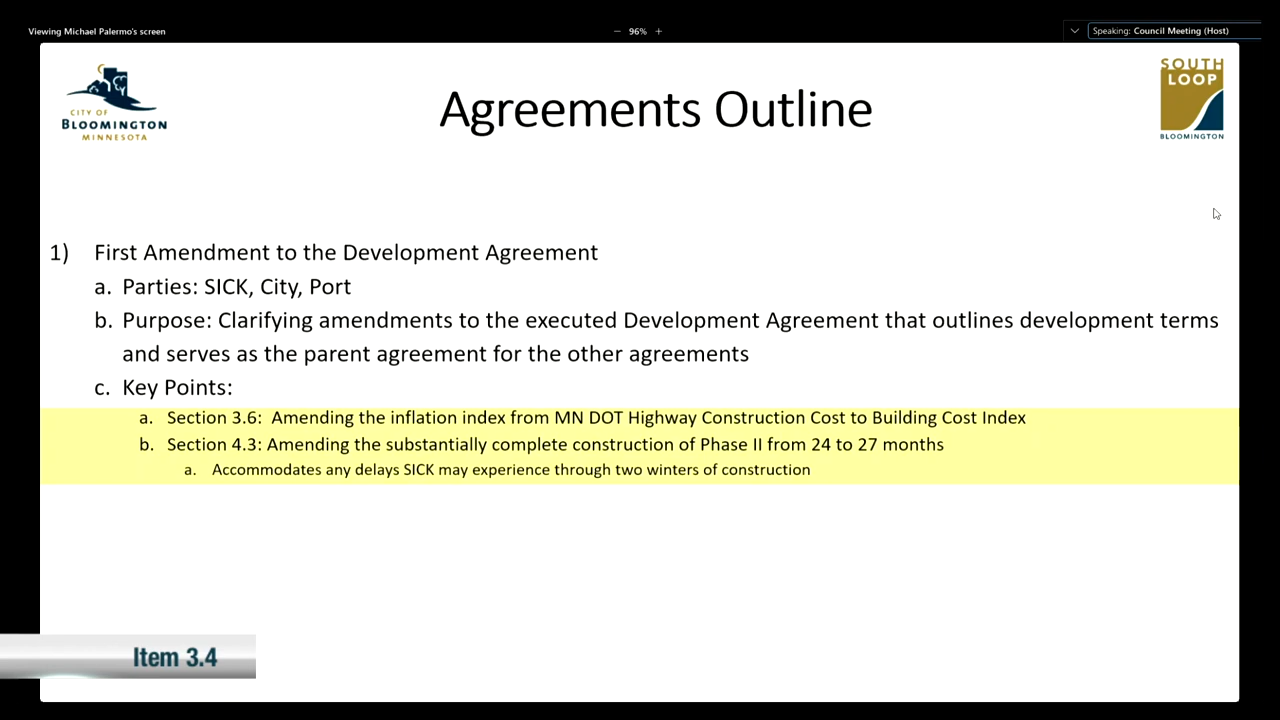 Viewing Michael Palermo's screen
− 96% +
Speaking: Council Meeting (Host)
CITY OF
BLOOMINGTON
MINNESOTA
Agreements Outline
SOUTH
LOOP
BLOOMINGTON
1) First Amendment to the Development Agreement
a. Parties: SICK, City, Port
b. Purpose: Clarifying amendments to the executed Development Agreement that outlines development terms
and serves as the parent agreement for the other agreements
c. Key Points:
a. Section 3.6: Amending the inflation index from MN DOT Highway Construction Cost to Building Cost Index
b. Section 4.3: Amending the substantially complete construction of Phase II from 24 to 27 months
a. Accommodates any delays SICK may experience through two winters of construction
Item 3.4